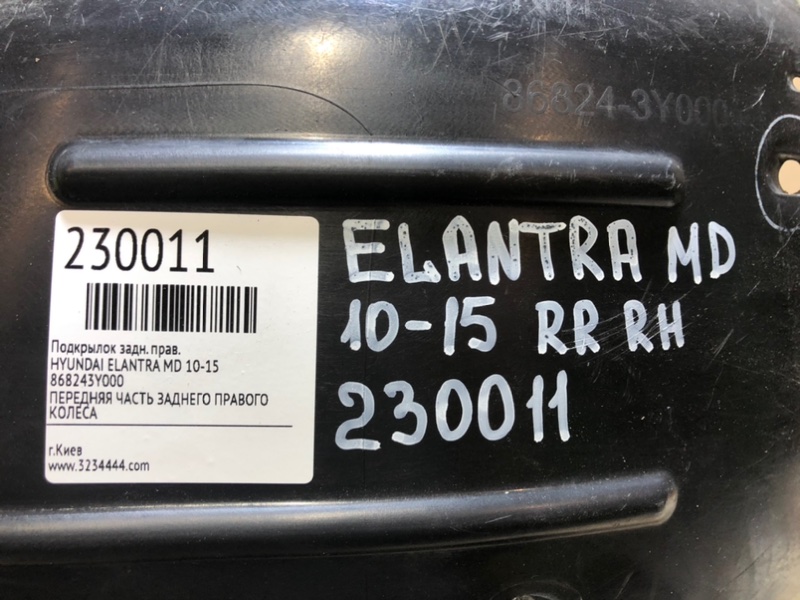 86824-3Y000
230011
Подкрылок задн. прав.
HYUNDAI ELANTRA MD 10-15
868243Y000
ПЕРЕДНЯЯ ЧАСТЬ ЗАДНЕГО ПРАВОГО
КОЛЕСА
г.Киев
www.3234444.com
ELANTRA MD
10-15 RR RH
230011